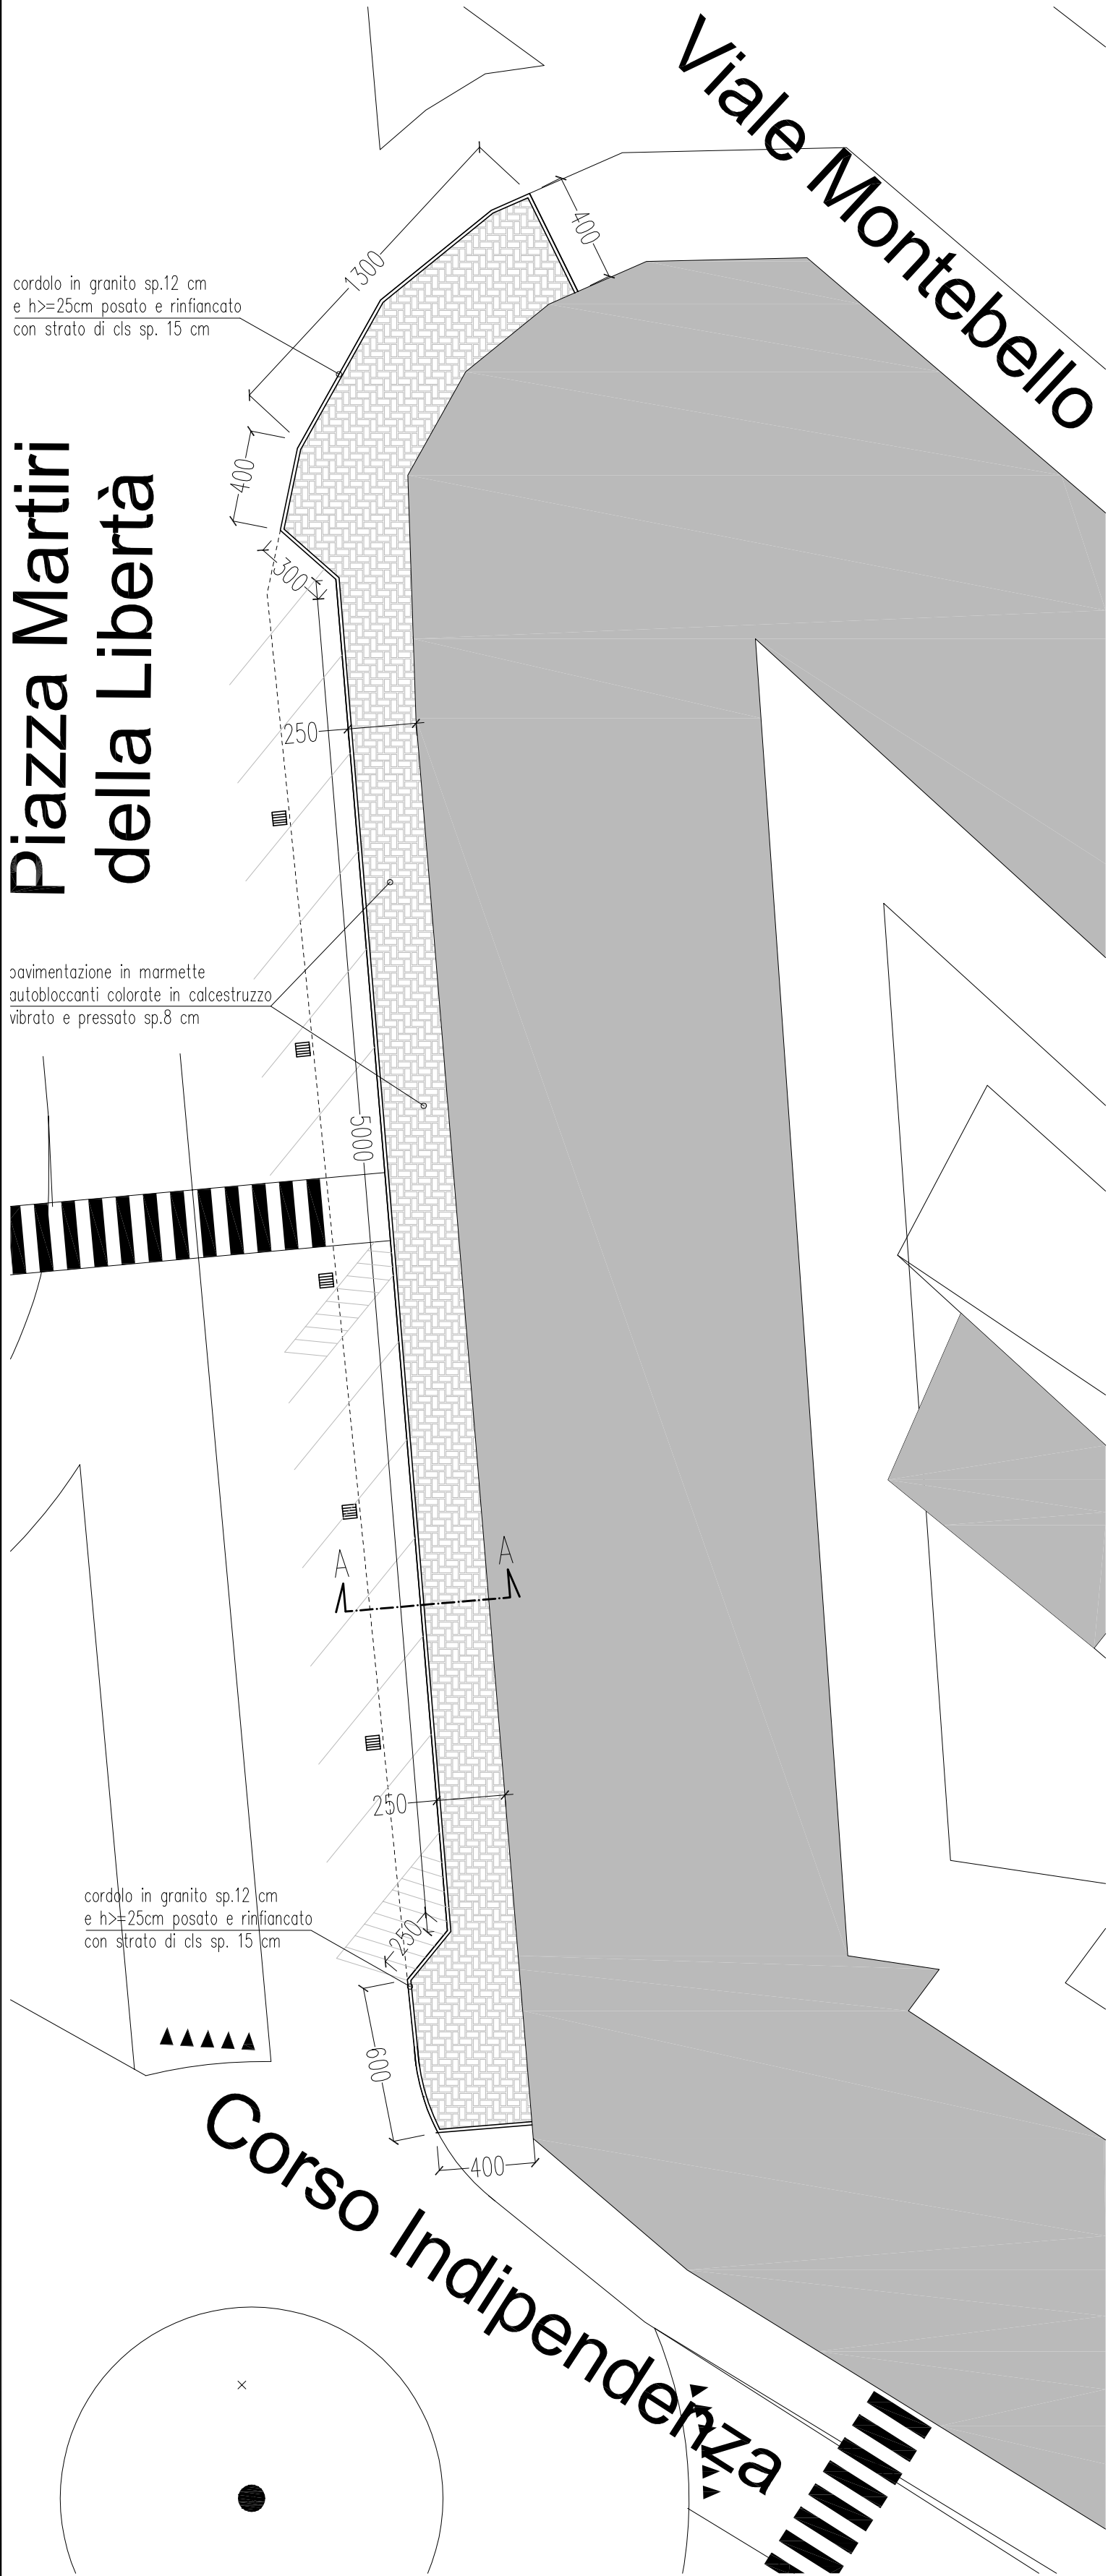 Viale Montebello
400
1300
cordolo in granito sp.12 cm
e h>=25cm posato e rinfiancato
con strato di cls sp. 15 cm
400
Piazza Martiri
della Libertà
300
250
pavimentazione in marmette
autobloccanti colorate in calcestruzzo
vibrato e pressato sp.8 cm
5000
A
A
250
cordolo in granito sp.12 cm
e h>=25cm posato e rinfiancato
con strato di cls sp. 15 cm
250
600
400
Corso Indipendenza